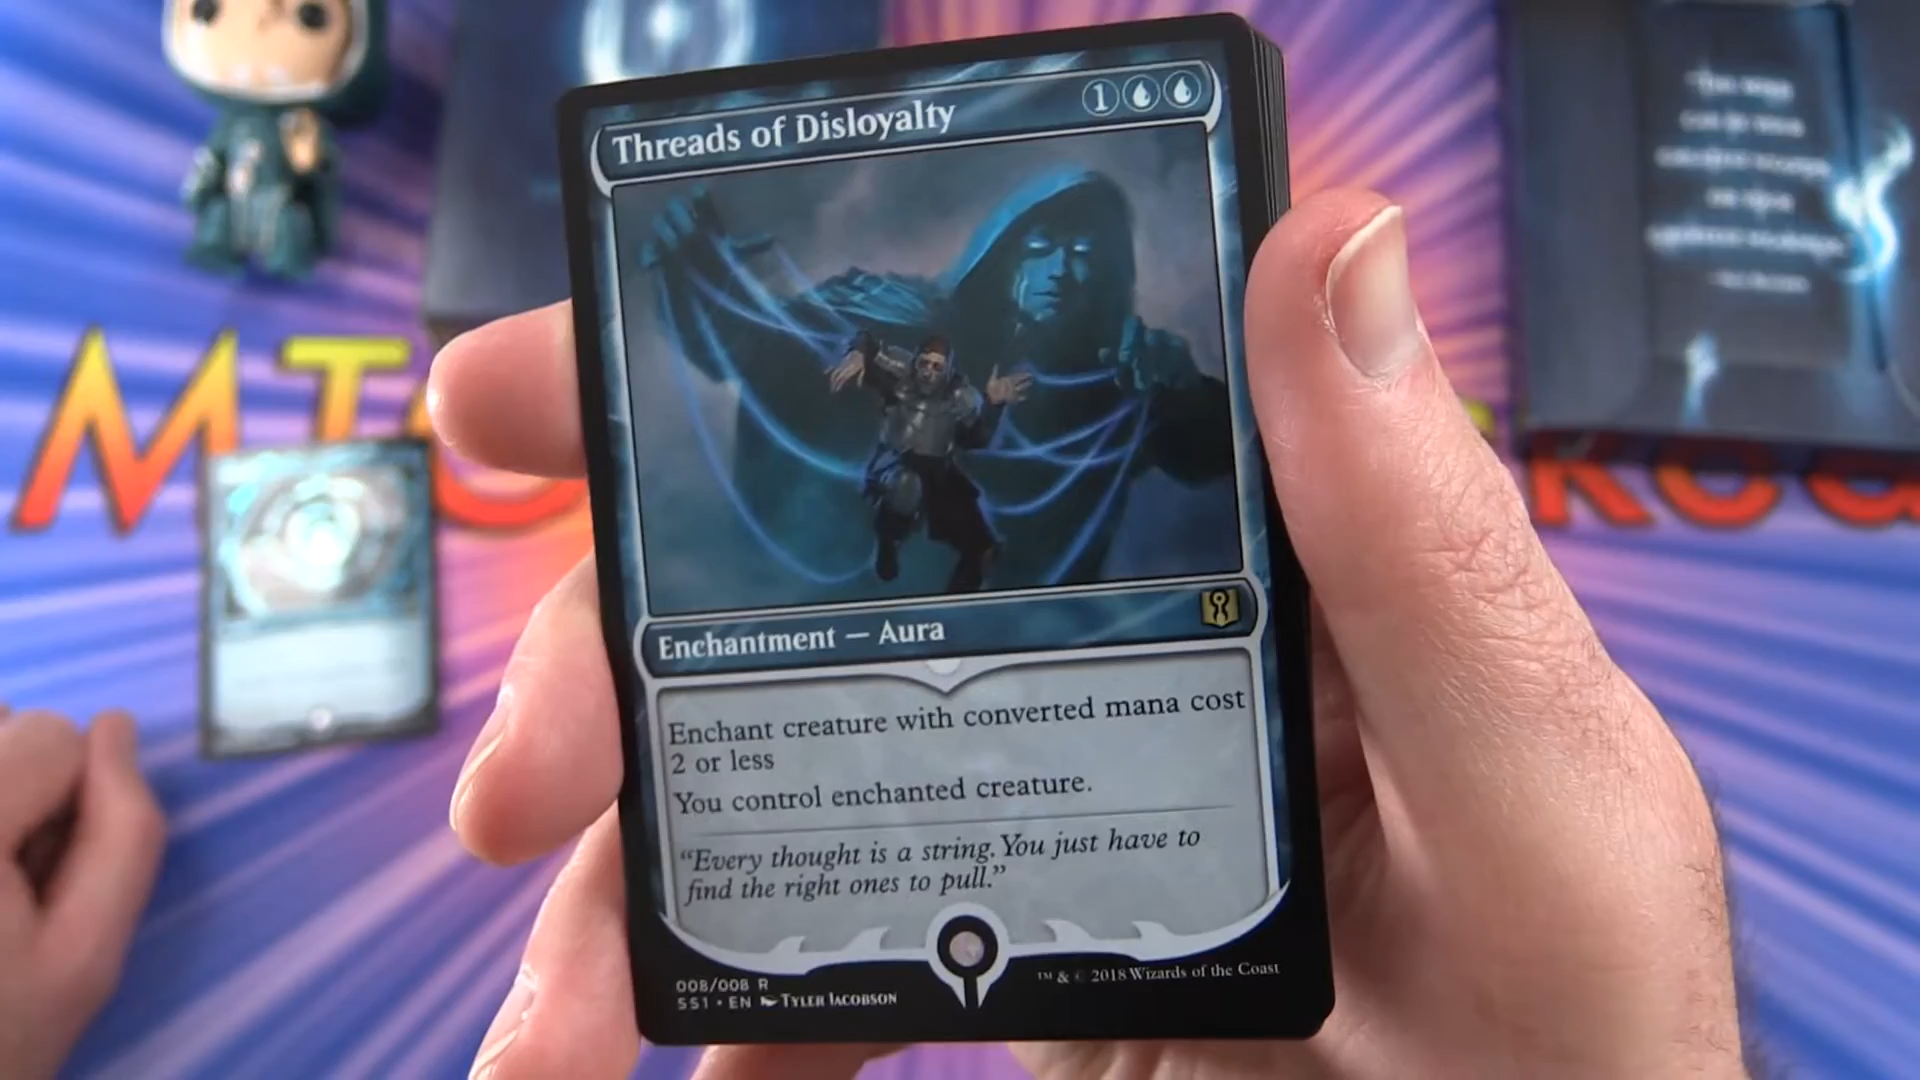 Threads of Disloyalty
1
Enchantment — Aura
Enchant creature with converted mana cost
2 or less
You control enchanted creature.
“Every thought is a string. You just have to
find the right ones to pull.”
008/008 R
SS1 • EN Tyler Jacobson
™ & © 2018 Wizards of the Coast